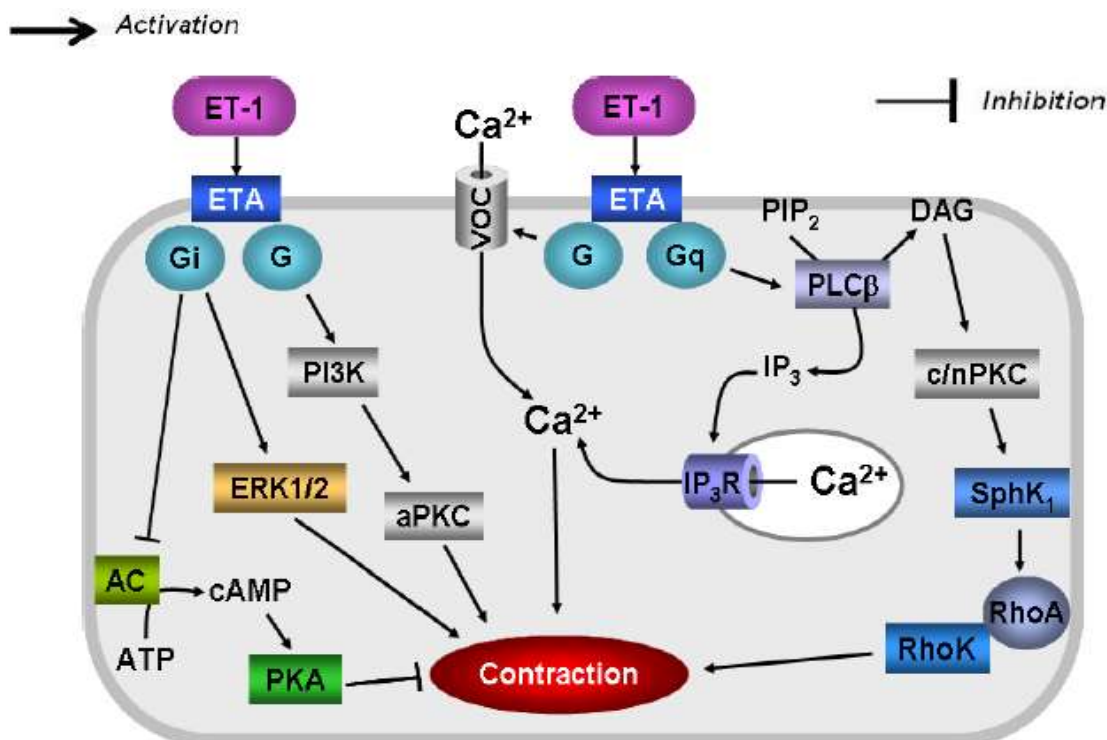 Activation
ET-1
Ca²⁺
ET-1
Inhibition
ETA
VOC
ETA
PIP₂
DAG
Gi
G
G
Gq
PLCβ
PI3K
IP₃
c/nPKC
Ca²⁺
ERK1/2
aPKC
IP₃R
Ca²⁺
SphK₁
AC
cAMP
RhoA
ATP
PKA
Contraction
RhoK